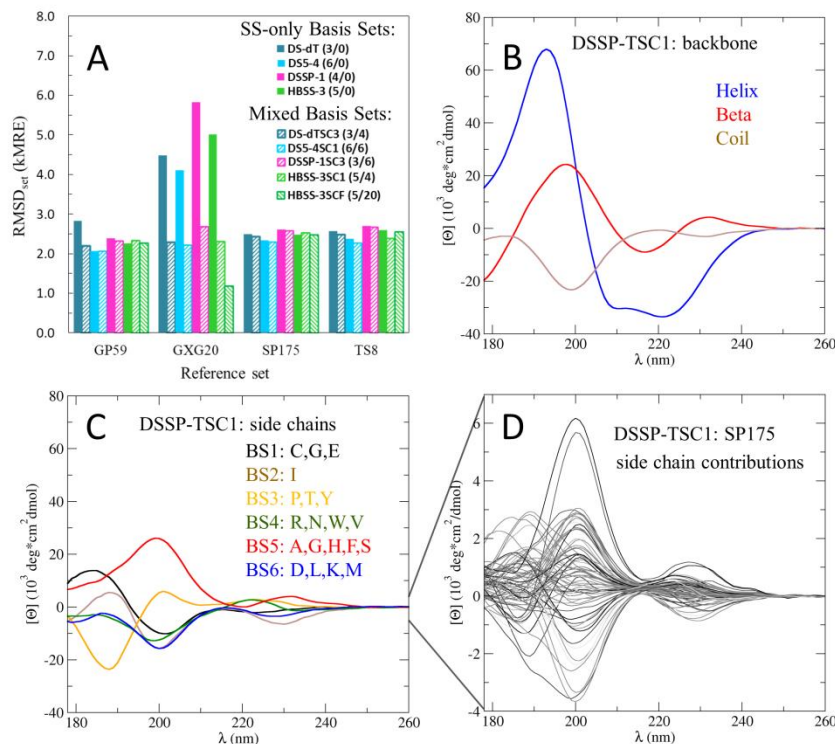 A
SS-only Basis Sets:
DS-dT (3/0)
DS5-4 (6/0)
DSSP-1 (4/0)
HBSS-3 (5/0)
Mixed Basis Sets:
DS-dTSC3 (3/4)
DS5-4SC1 (6/6)
DSSP-1SC3 (3/6)
HBSS-3SC1 (5/4)
HBSS-3SCF (5/20)
RMSDset (kMRE)
8.0
7.0
6.0
5.0
4.0
3.0
2.0
1.0
0.0
GP59 GXG20 SP175 TS8
Reference set
B
DSSP-TSC1: backbone
Helix
Beta
Coil
[Θ] (10³ deg*cm²dmol)
80
60
40
20
0
-20
-40
180 200 220 240 260
λ (nm)
C
DSSP-TSC1: side chains
BS1: C,G,E
BS2: I
BS3: P,T,Y
BS4: R,N,W,V
BS5: A,G,H,F,S
BS6: D,L,K,M
[Θ] (10³ deg*cm²dmol)
80
60
40
20
0
-20
-40
180 200 220 240 260
λ (nm)
D
DSSP-TSC1: SP175
side chain contributions
[Θ] (10³ deg*cm²/dmol)
6
4
2
0
-2
-4
180 200 220 240 260
λ (nm)